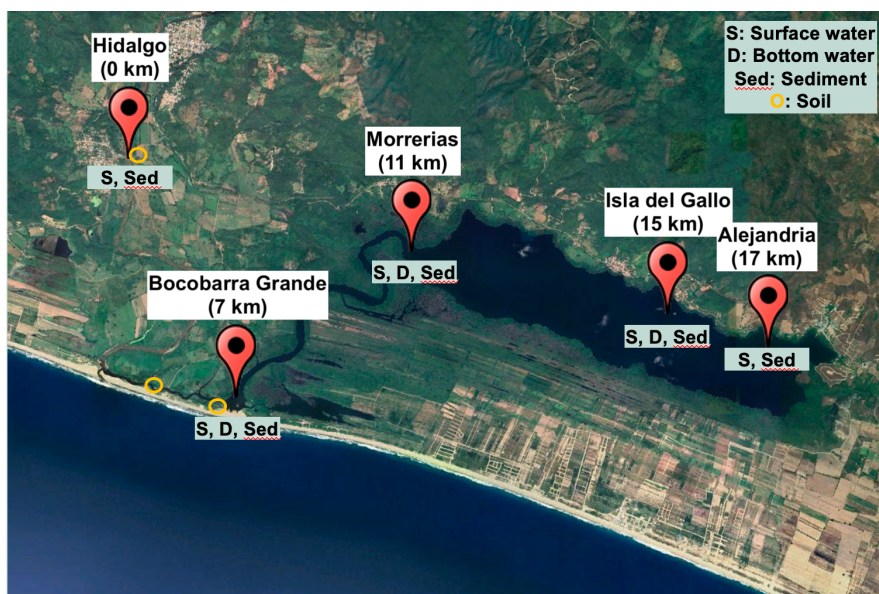 S: Surface water
D: Bottom water
Sed: Sediment
O: Soil
Hidalgo
(0 km)
S, Sed
Morrerias
(11 km)
S, D, Sed
Isla del Gallo
(15 km)
S, D, Sed
Alejandria
(17 km)
S, Sed
Bocobarra Grande
(7 km)
S, D, Sed